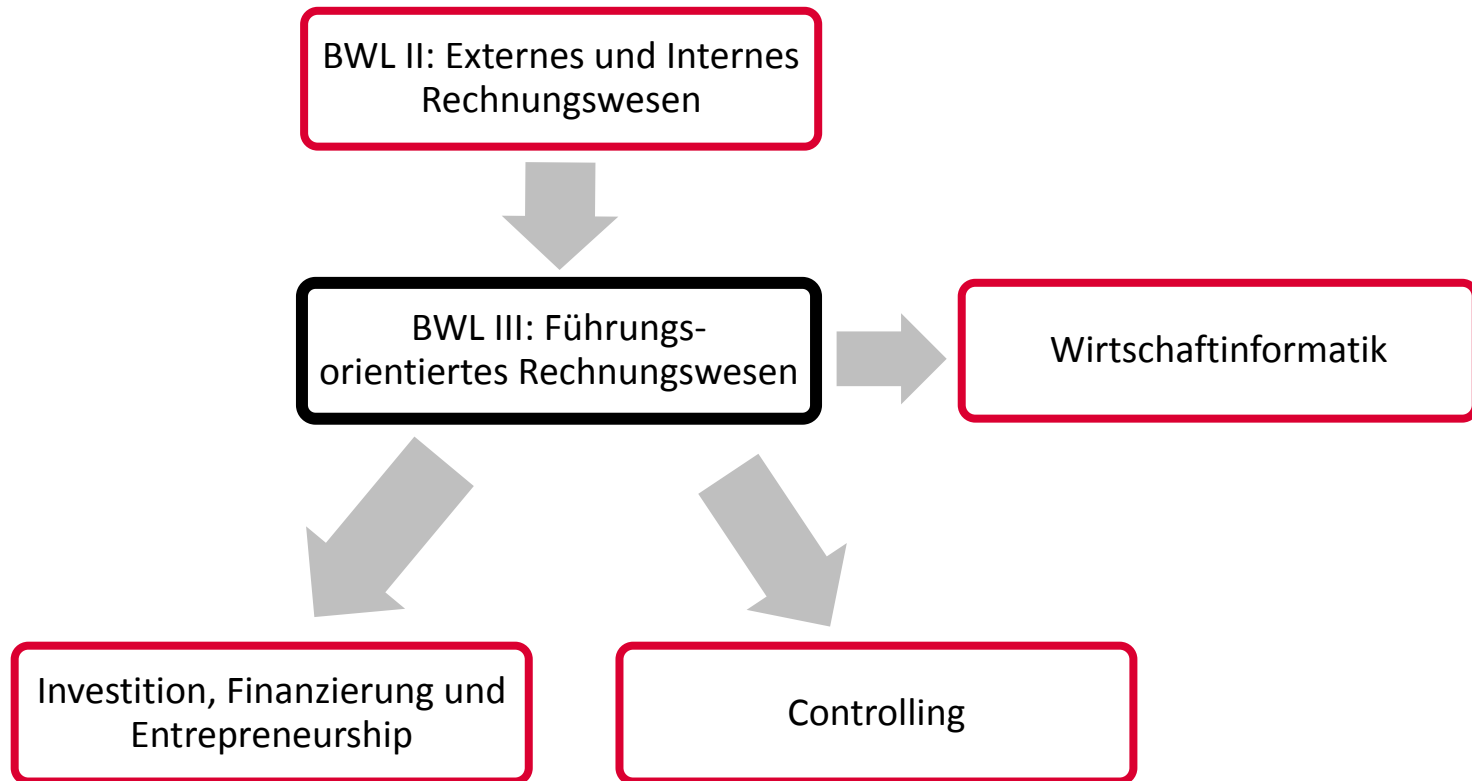 BWL II: Externes und Internes
Rechnungswesen
BWL III: Führungs-
orientiertes Rechnungswesen
Wirtschaftinformatik
Investition, Finanzierung und
Entrepreneurship
Controlling